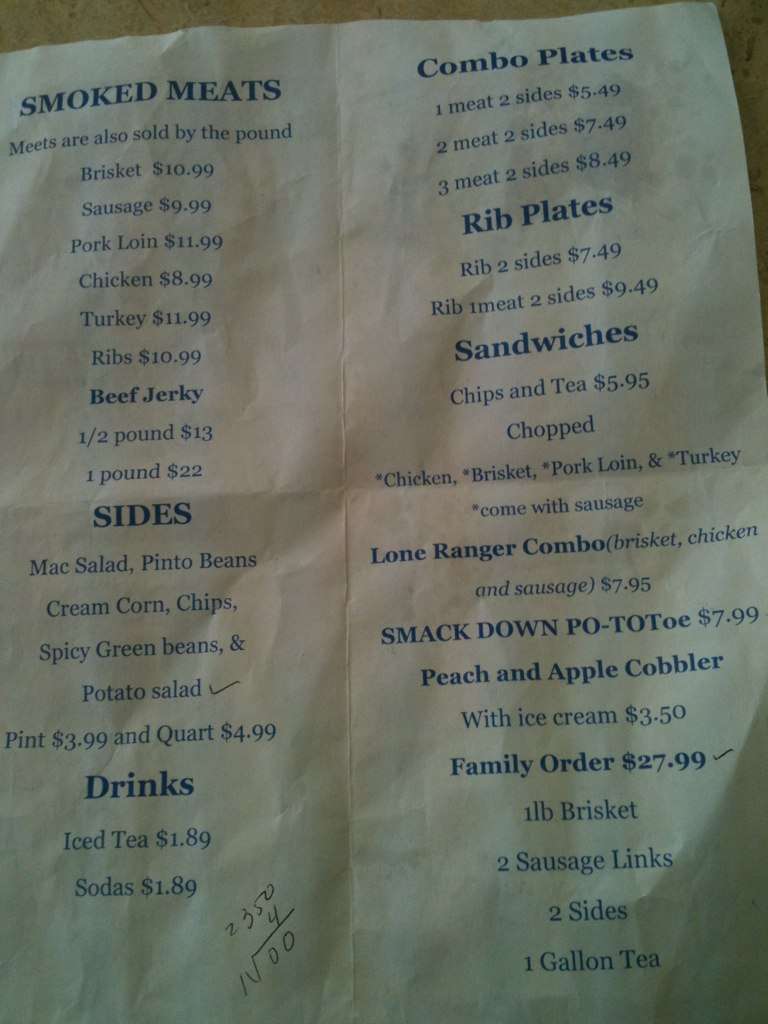 SMOKED MEATS
Meets are also sold by the pound
Brisket $10.99
Sausage $9.99
Pork Loin $11.99
Chicken $8.99
Turkey $11.99
Ribs $10.99
Beef Jerky
1/2 pound $13
1 pound $22
SIDES
Mac Salad, Pinto Beans
Cream Corn, Chips,
Spicy Green beans, &
Potato salad ✓
Pint $3.99 and Quart $4.99
Drinks
Iced Tea $1.89
Sodas $1.89
Combo Plates
1 meat 2 sides $5.49
2 meat 2 sides $7.49
3 meat 2 sides $8.49
Rib Plates
Rib 2 sides $7.49
Rib 1meat 2 sides $9.49
Sandwiches
Chips and Tea $5.95
Chopped
*Chicken, *Brisket, *Pork Loin, & *Turkey
*come with sausage
Lone Ranger Combo(brisket, chicken
and sausage) $7.95
SMACK DOWN PO-TOToe $7.99
Peach and Apple Cobbler
With ice cream $3.50
Family Order $27.99 ✓
1lb Brisket
2 Sausage Links
2 Sides
1 Gallon Tea
2350
4